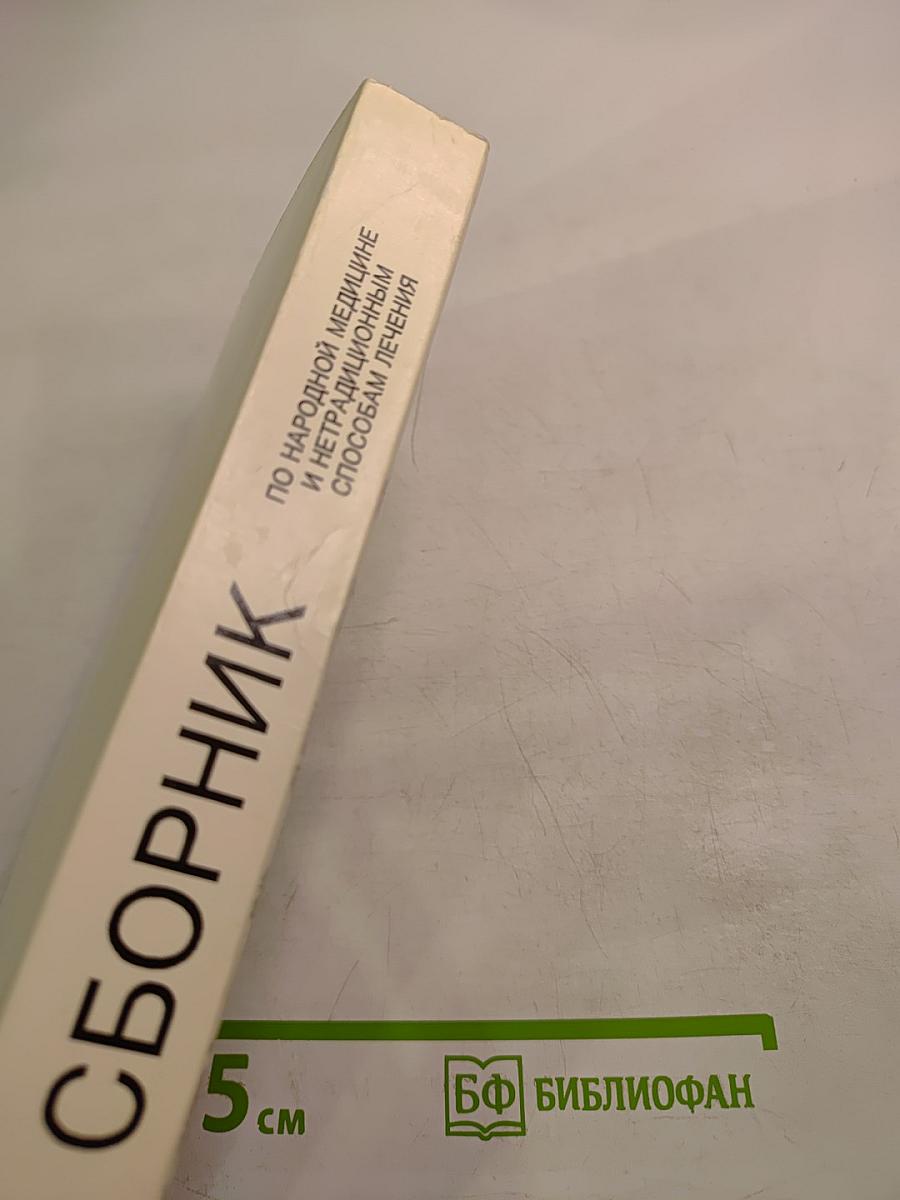 СБОРНИК
ПО НАРОДНОЙ МЕДИЦИНЕ
И НЕТРАДИЦИОННЫМ
СПОСОБАМ ЛЕЧЕНИЯ
5 см
БФ БИБЛИОФАН